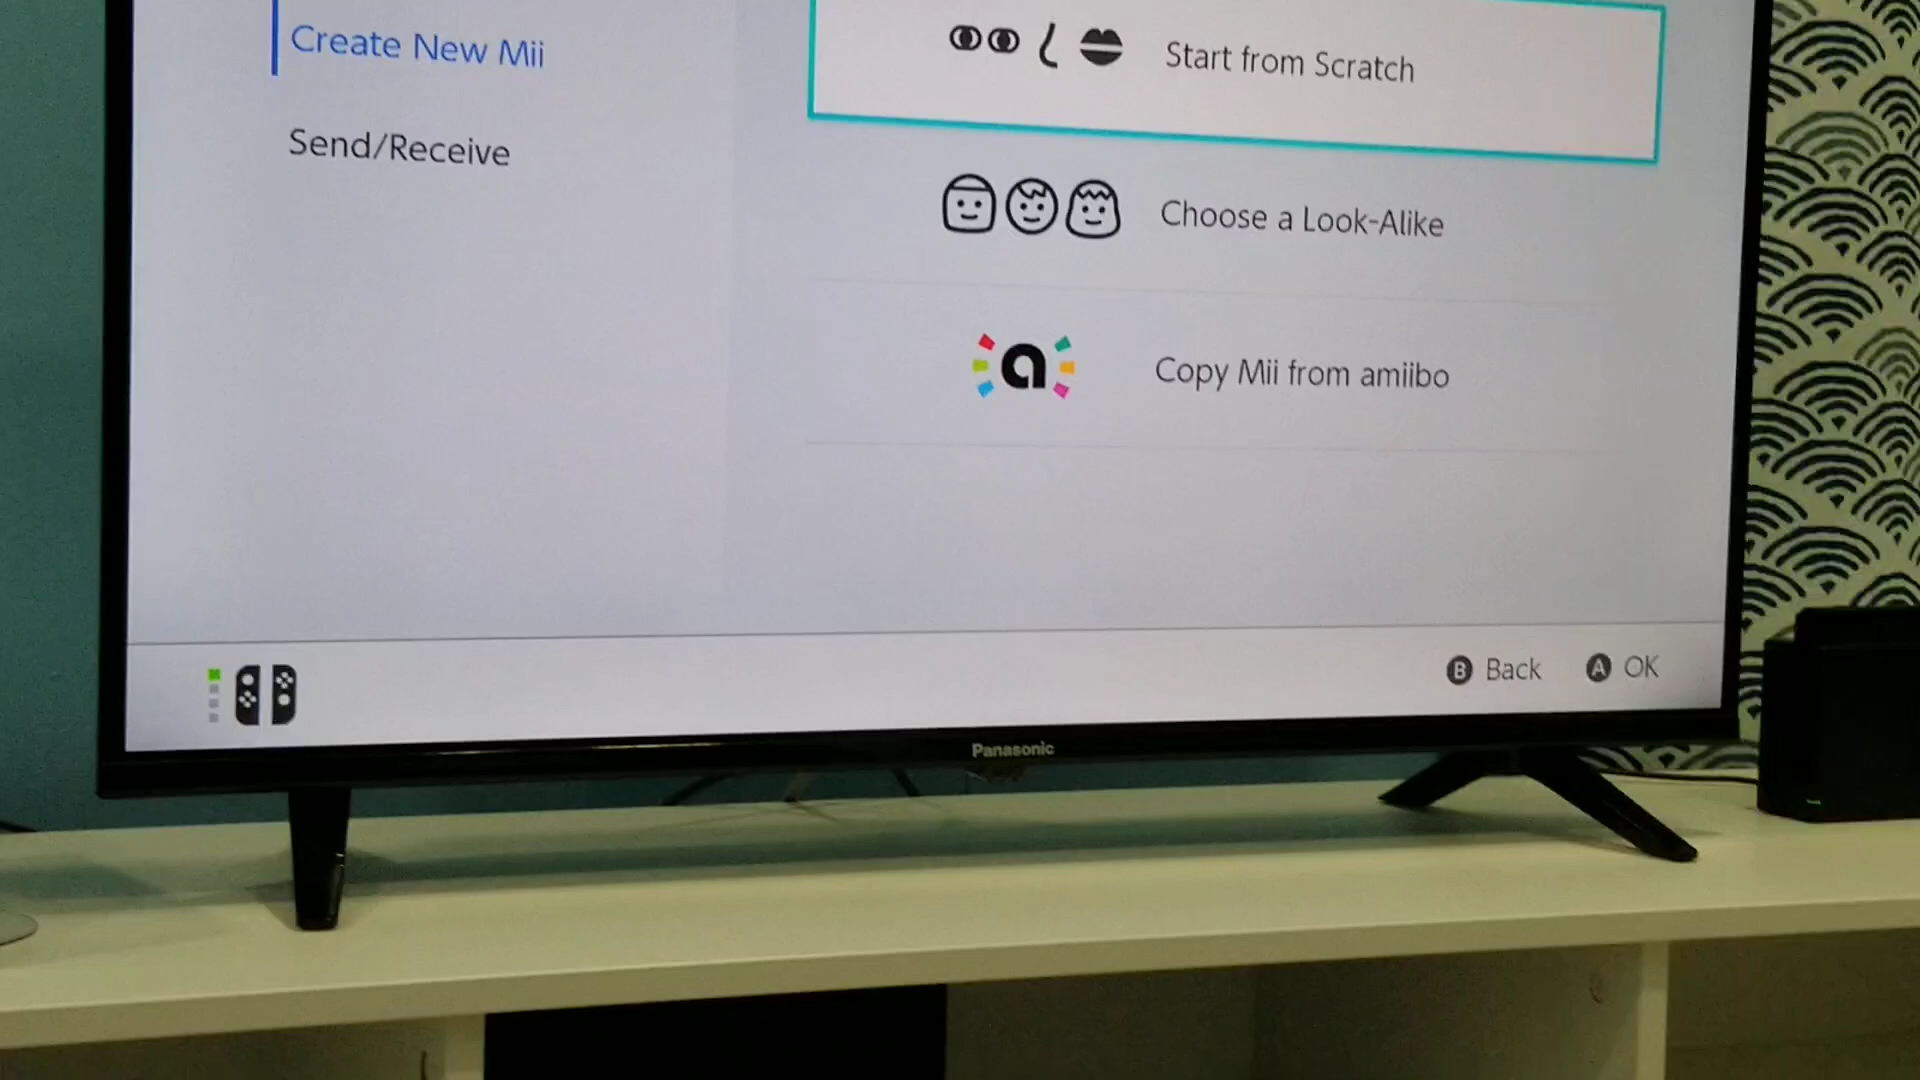 Create New Mii
Send/Receive
Start from Scratch
Choose a Look-Alike
a
Copy Mii from amiibo
B Back
A OK
Panasonic